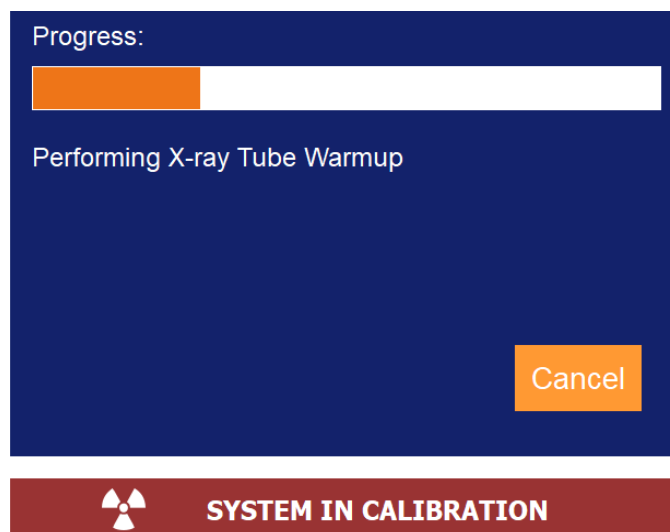 Progress:
Performing X-ray Tube Warmup
Cancel
SYSTEM IN CALIBRATION